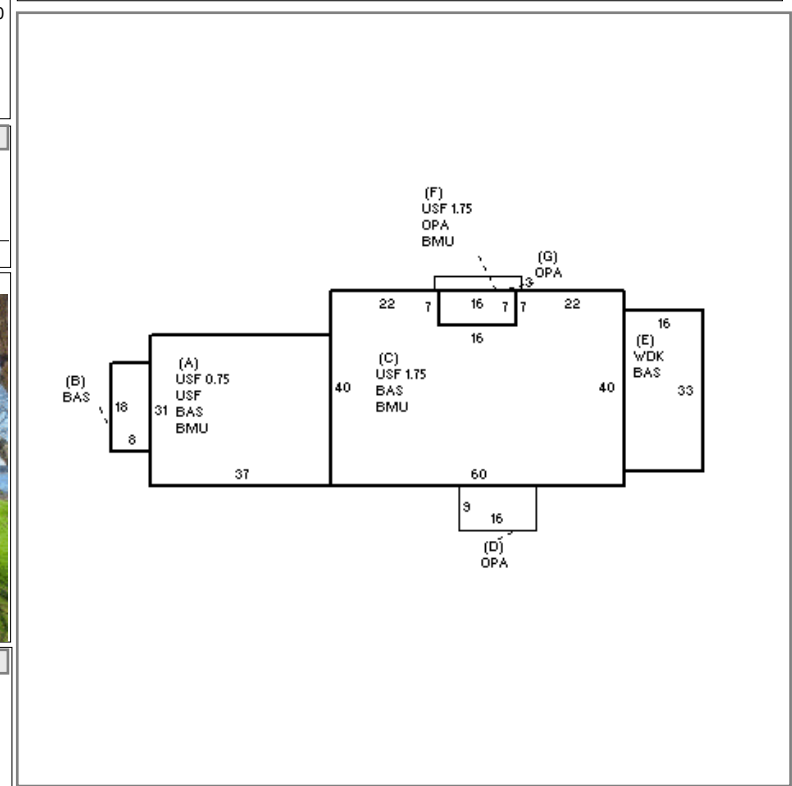 (F)
USF 1.75
OPA
BMU
(G)
OPA
3
22
7
16
7
7
22
16
16
(E)
WDK
BAS
33
(A)
USF 0.75
USF
BAS
BMU
(C)
USF 1.75
BAS
BMU
(B)
BAS
18
31
40
40
8
37
60
9
16
(D)
OPA